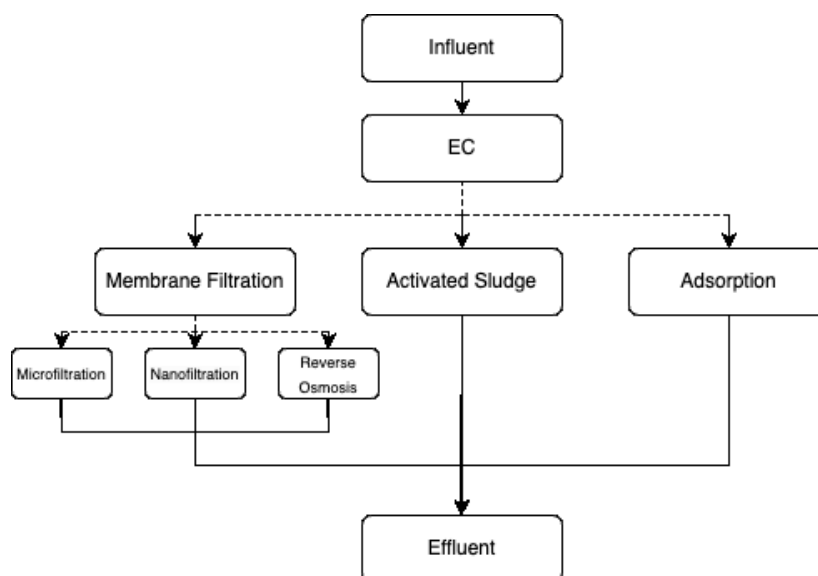 Influent
EC
Membrane Filtration
Activated Sludge
Adsorption
Microfiltration
Nanofiltration
Reverse
Osmosis
Effluent